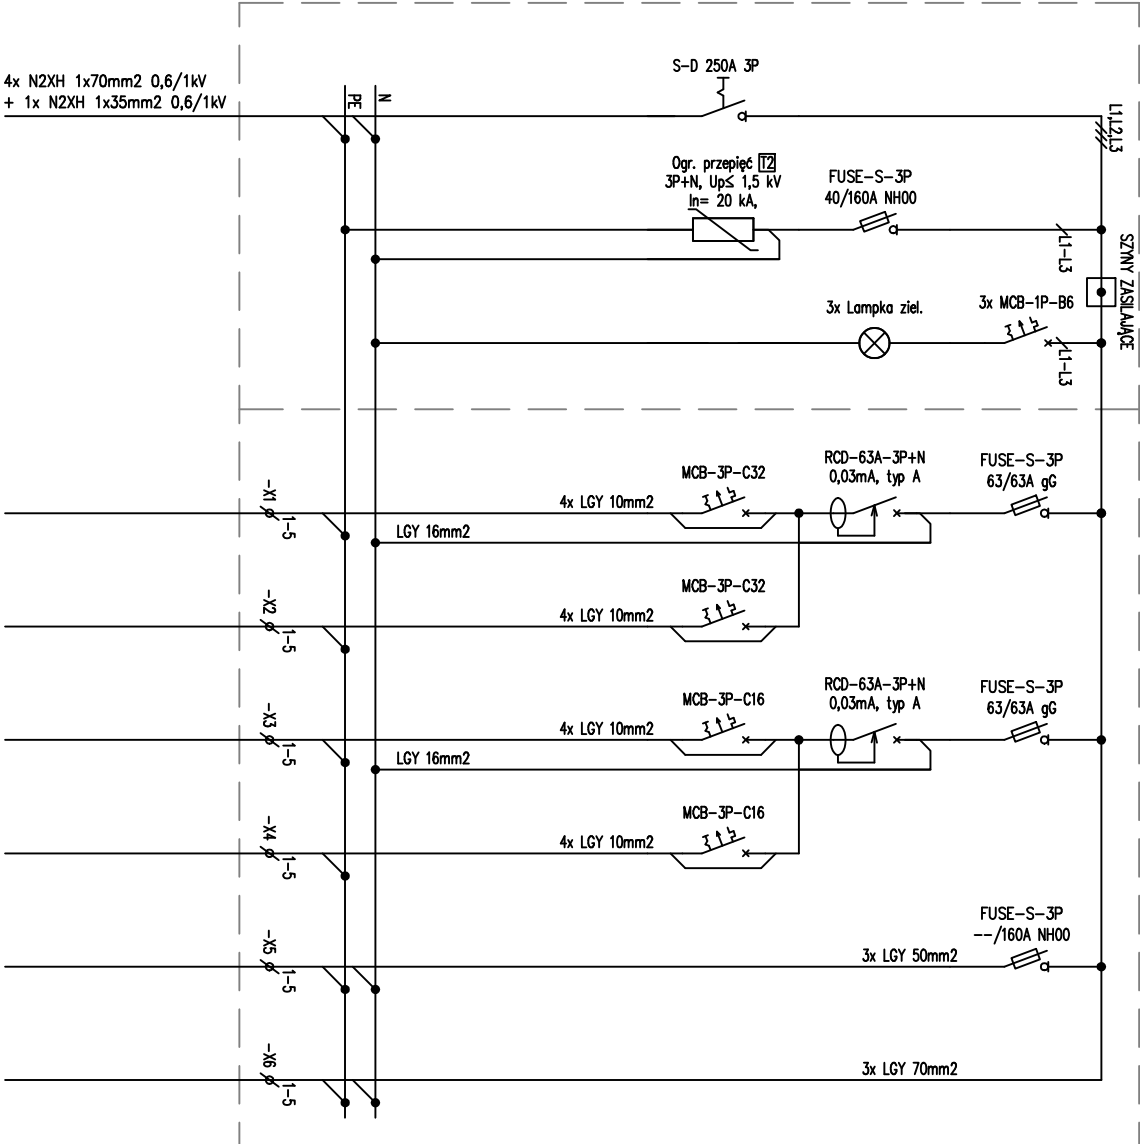 4x N2XH 1x70mm2 0,6/1kV
+ 1x N2XH 1x35mm2 0,6/1kV
PE
N
S-D 250A 3P
L1,L2,L3
Ogr. przepięć T2
3P+N, Up≤ 1,5 kV
In= 20 kA,
FUSE-S-3P
40/160A NH00
L1-L3
SZYNY ZASILAJĄCE
3x Lampka ziel.
3x MCB-1P-B6
L1-L3
-X1
1-5
4x LGY 10mm2
MCB-3P-C32
RCD-63A-3P+N
0,03mA, typ A
FUSE-S-3P
63/63A gG
LGY 16mm2
-X2
1-5
4x LGY 10mm2
MCB-3P-C32
-X3
1-5
4x LGY 10mm2
MCB-3P-C16
RCD-63A-3P+N
0,03mA, typ A
FUSE-S-3P
63/63A gG
LGY 16mm2
-X4
1-5
4x LGY 10mm2
MCB-3P-C16
-X5
1-5
3x LGY 50mm2
FUSE-S-3P
--/160A NH00
-X6
1-5
3x LGY 70mm2